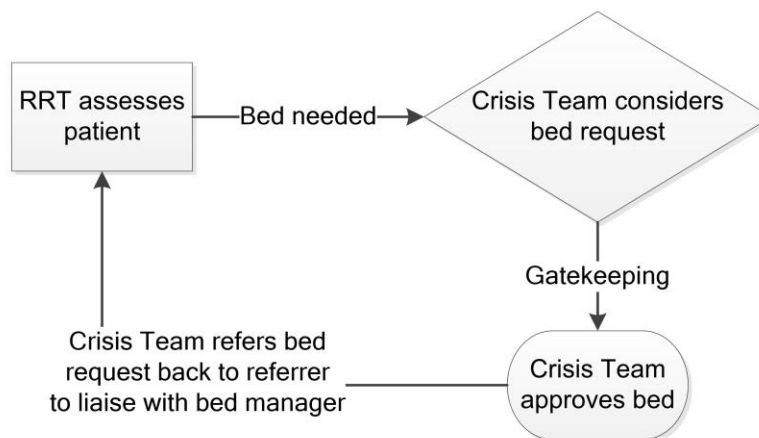 RRT assesses
patient
Bed needed
Crisis Team considers
bed request
Gatekeeping
Crisis Team
approves bed
Crisis Team refers bed
request back to referrer
to liaise with bed manager